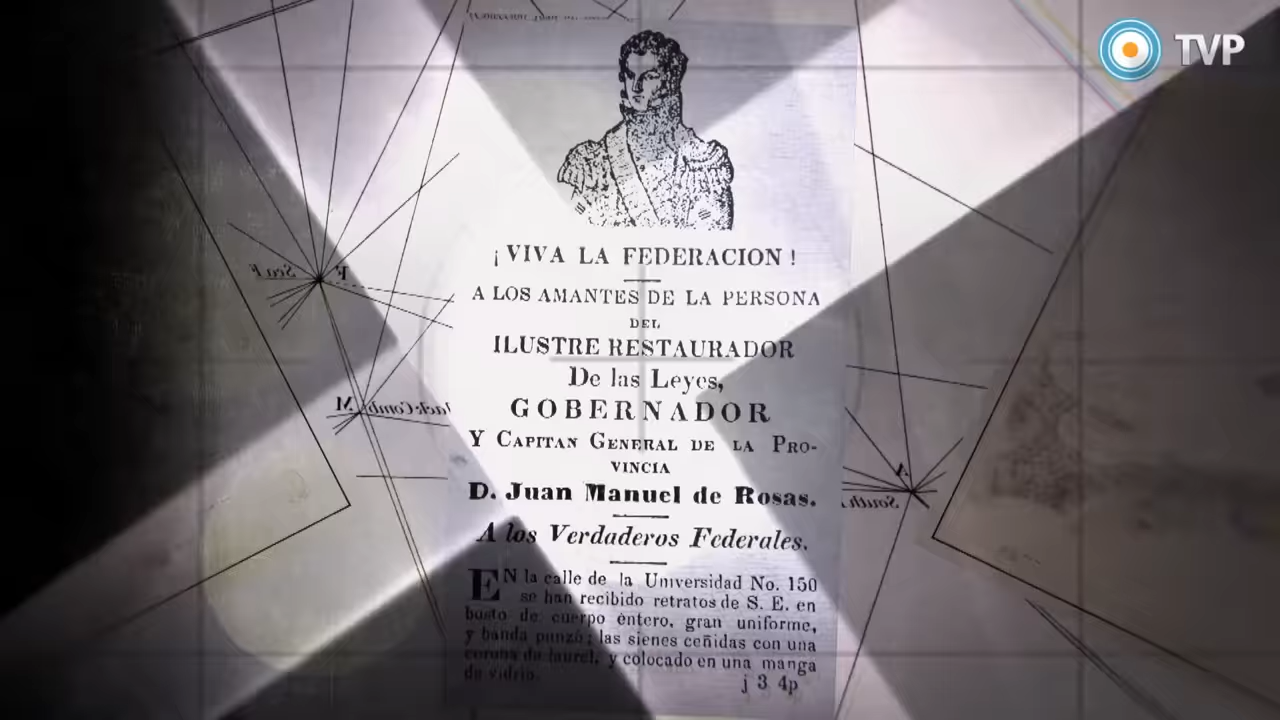 TVP
¡VIVA LA FEDERACION!
A LOS AMANTES DE LA PERSONA
DEL
ILUSTRE RESTAURADOR
De las Leyes,
GOBERNADOR
Y CAPITAN GENERAL DE LA PRO-
VINCIA
D. Juan Manuel de Rosas.
A los Verdaderos Federales.
EN la calle de la Universidad No. 150
se han recibido retratos de S. E. en
busto de cuerpo entero, gran uniforme,
y banda punzó; las sienes ceñidas con una
corona de laurel, y colocado en una manga
de vidrio.
j 3 4p
Sea F
F
M
South
A